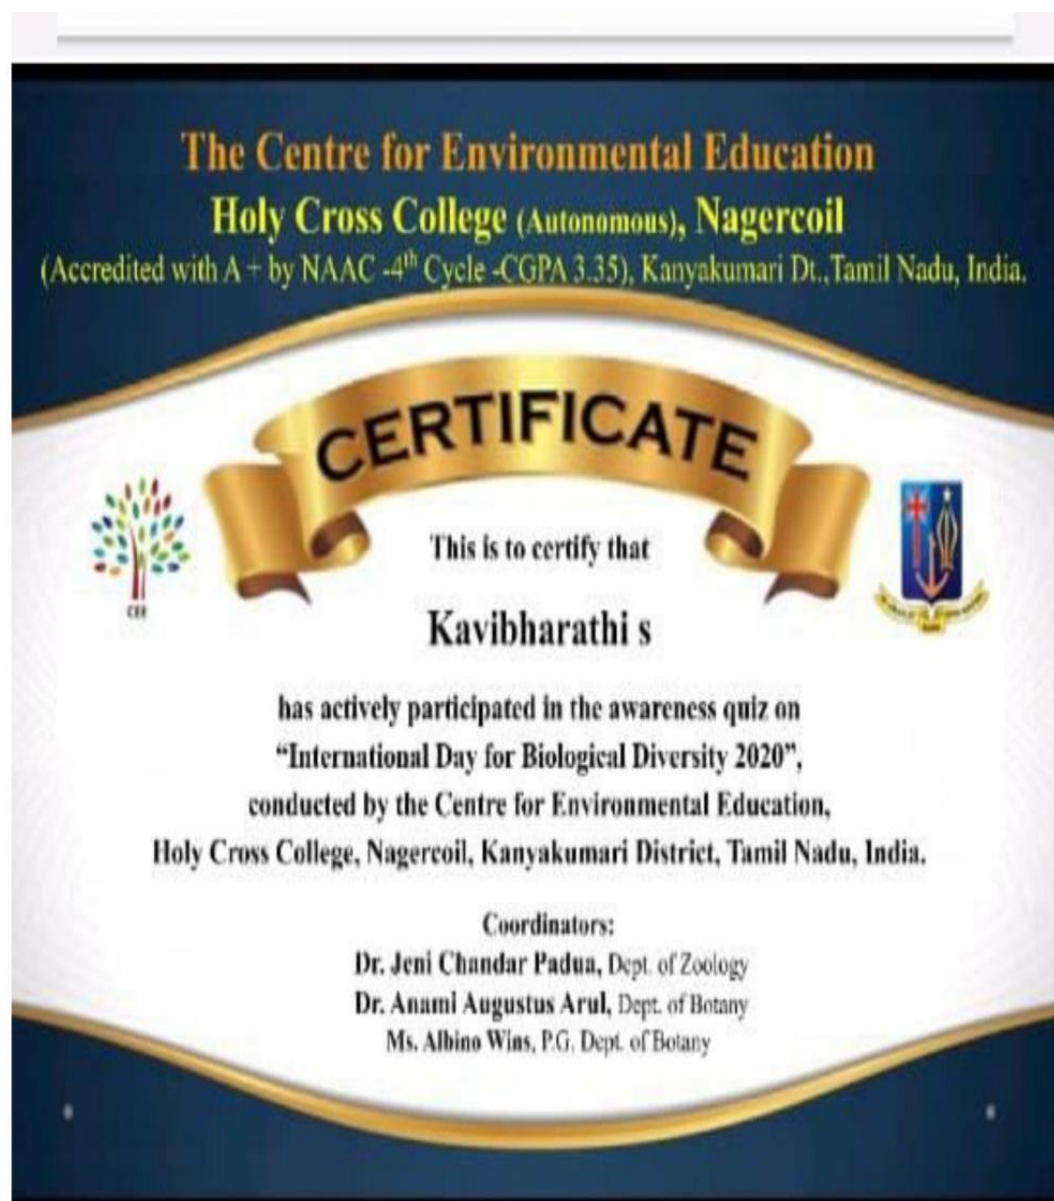 The Centre for Environmental Education
Holy Cross College (Autonomous), Nagercoil
(Accredited with A + by NAAC -4th Cycle -CGPA 3.35), Kanyakumari Dt.,Tamil Nadu, India.
CERTIFICATE
This is to certify that
CEE
Kavibharathi s
has actively participated in the awareness quiz on
“International Day for Biological Diversity 2020”,
conducted by the Centre for Environmental Education,
Holy Cross College, Nagercoil, Kanyakumari District, Tamil Nadu, India.
Coordinators:
Dr. Jeni Chandar Padua, Dept. of Zoology
Dr. Anami Augustus Arul, Dept. of Botany
Ms. Albino Wins, P.G. Dept. of Botany